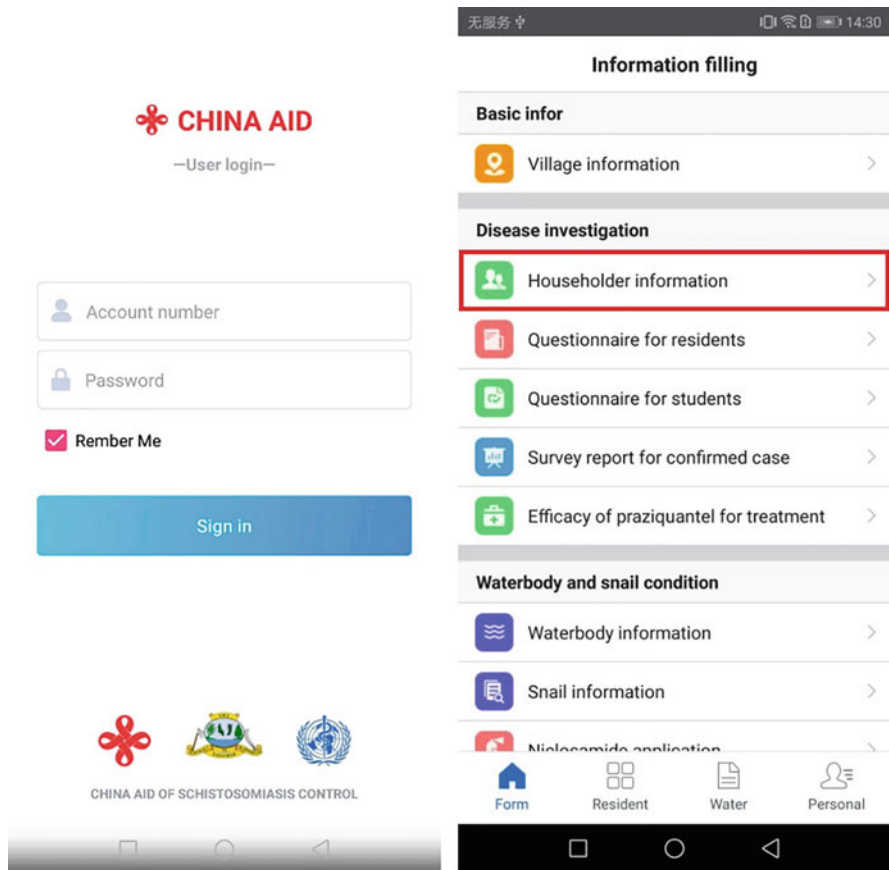 CHINA AID
—User login—
Account number
Password
Rember Me
Sign in
CHINA AID OF SCHISTOSOMIASIS CONTROL
无服务
14:30
Information filling
Basic infor
Village information
Disease investigation
Householder information
Questionnaire for residents
Questionnaire for students
Survey report for confirmed case
Efficacy of praziquantel for treatment
Waterbody and snail condition
Waterbody information
Snail information
Niclosamide application
Form
Resident
Water
Personal